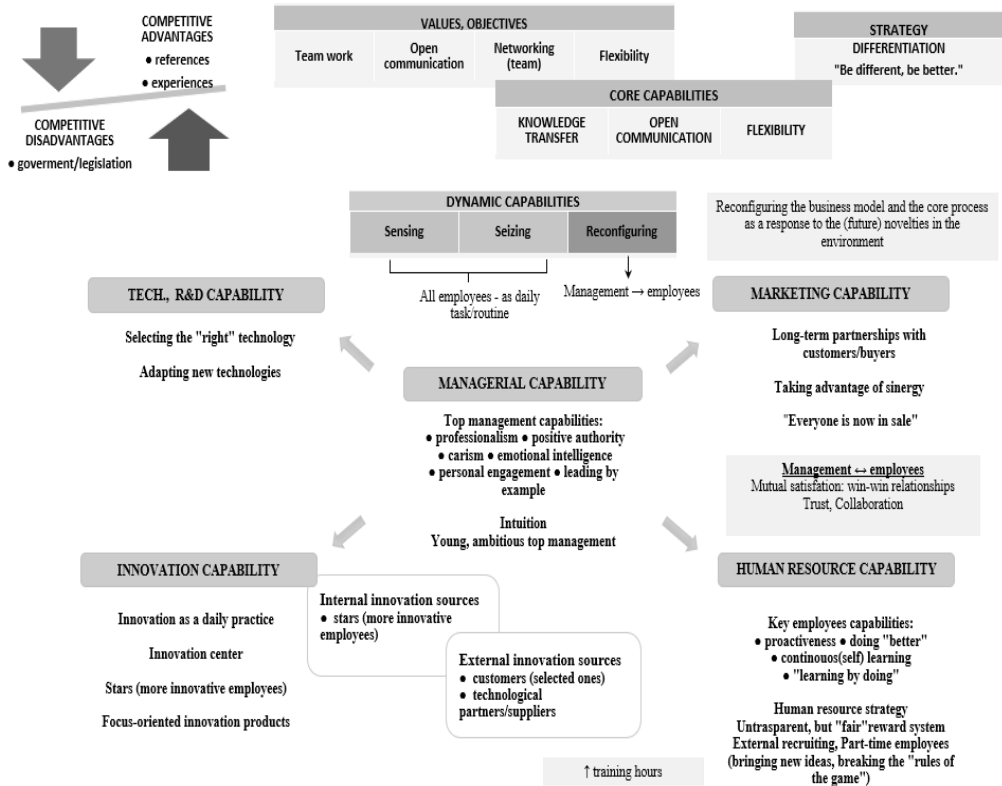 COMPETITIVE
ADVANTAGES
● references
● experiences
COMPETITIVE
DISADVANTAGES
● goverment/legislation
VALUES, OBJECTIVES
Team work
Open
communication
Networking
(team)
Flexibility
STRATEGY
DIFFERENTIATION
"Be different, be better."
CORE CAPABILITIES
KNOWLEDGE
TRANSFER
OPEN
COMMUNICATION
FLEXIBILITY
DYNAMIC CAPABILITIES
Sensing
Seizing
Reconfiguring
All employees - as daily
task/routine
Management → employees
Reconfiguring the business model and the core process
as a response to the (future) novelties in the
environment
TECH., R&D CAPABILITY
Selecting the "right" technology
Adapting new technologies
MARKETING CAPABILITY
Long-term partnerships with
customers/buyers
Taking advantage of sinergy
"Everyone is now in sale"
MANAGERIAL CAPABILITY
Top management capabilities:
● professionalism ● positive authority
● carism ● emotional intelligence
● personal engagement ● leading by
example
Intuition
Young, ambitious top management
Management ↔ employees
Mutual satisfation: win-win relationships
Trust, Collaboration
INNOVATION CAPABILITY
Innovation as a daily practice
Innovation center
Stars (more innovative employees)
Focus-oriented innovation products
Internal innovation sources
● stars (more innovative
employees)
External innovation sources
● customers (selected ones)
● technological
partners/suppliers
HUMAN RESOURCE CAPABILITY
Key employees capabilities:
● proactiveness ● doing "better"
● continuos(self) learning
● "learning by doing"
Human resource strategy
Untrasparent, but "fair"reward system
External recruiting, Part-time employees
(bringing new ideas, breaking the "rules of
the game")
↑ training hours